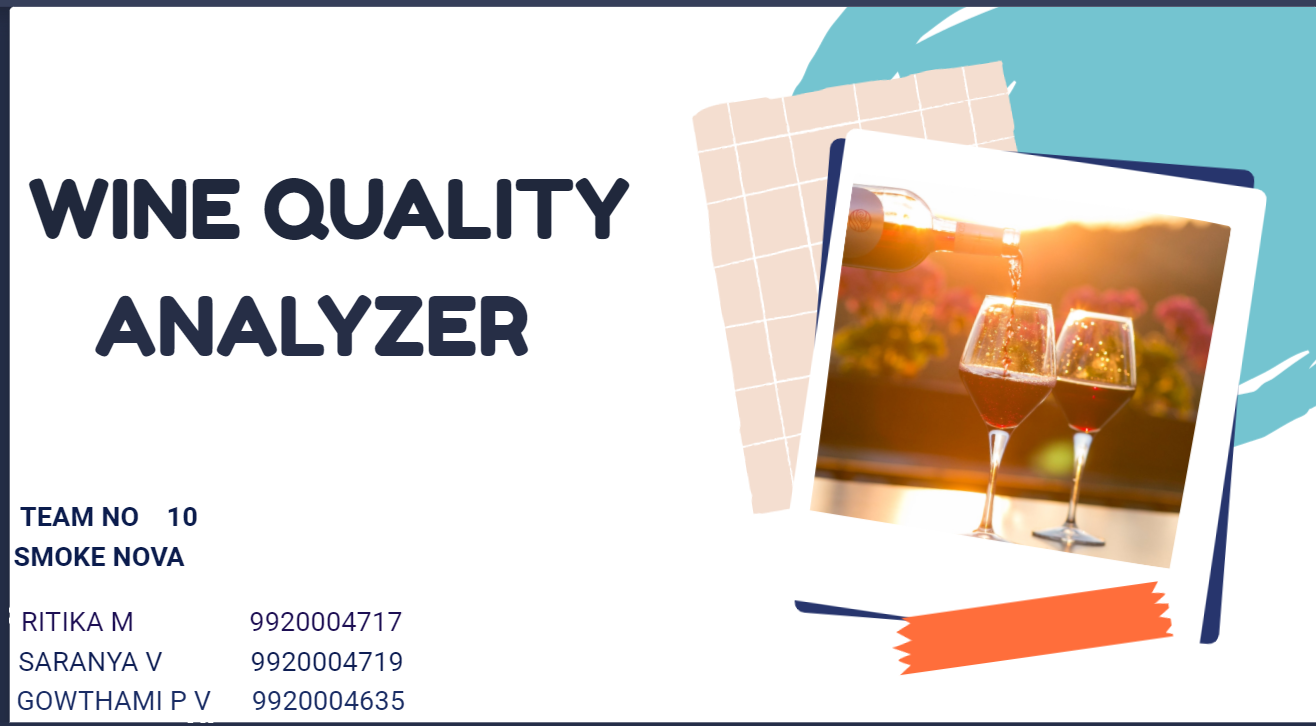 WINE QUALITY
ANALYZER
TEAM NO 10
SMOKE NOVA
RITIKA M 9920004717
SARANYA V 9920004719
GOWTHAMI P V 9920004635